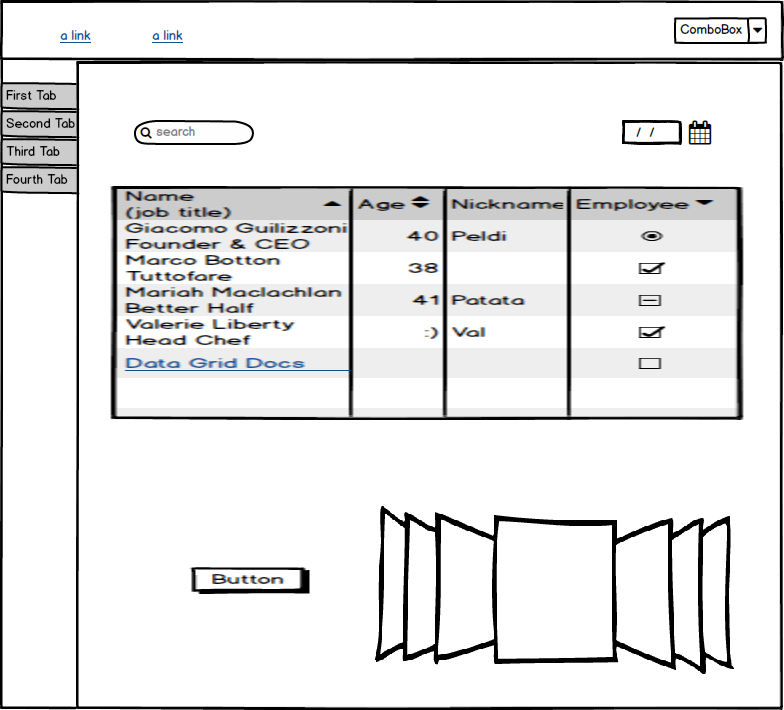 a link
a link
ComboBox
First Tab
Second Tab
Third Tab
Fourth Tab
search
/ /
Name
(job title)
Age
Nickname
Employee
Giacomo Guilizzoni
Founder & CEO
40
Peldi
Marco Botton
Tuttofare
38
Mariah Maclachlan
Better Half
41
Patata
Valerie Liberty
Head Chef
:)
Val
Data Grid Docs
Button